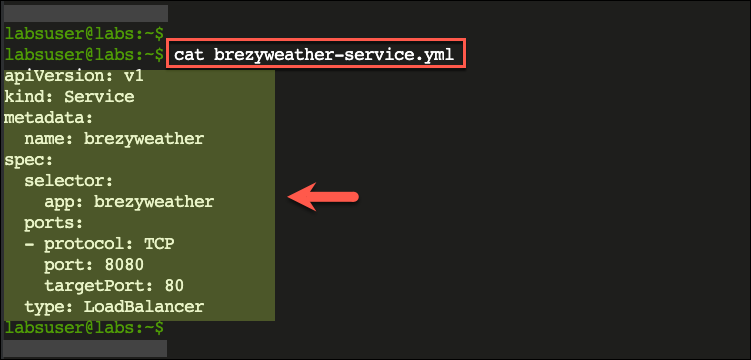 labsuser@labs:~$
labsuser@labs:~$ cat brezyweather-service.yml
apiVersion: v1
kind: Service
metadata:
  name: brezyweather
spec:
  selector:
    app: brezyweather
  ports:
  - protocol: TCP
    port: 8080
    targetPort: 80
  type: LoadBalancer
labsuser@labs:~$